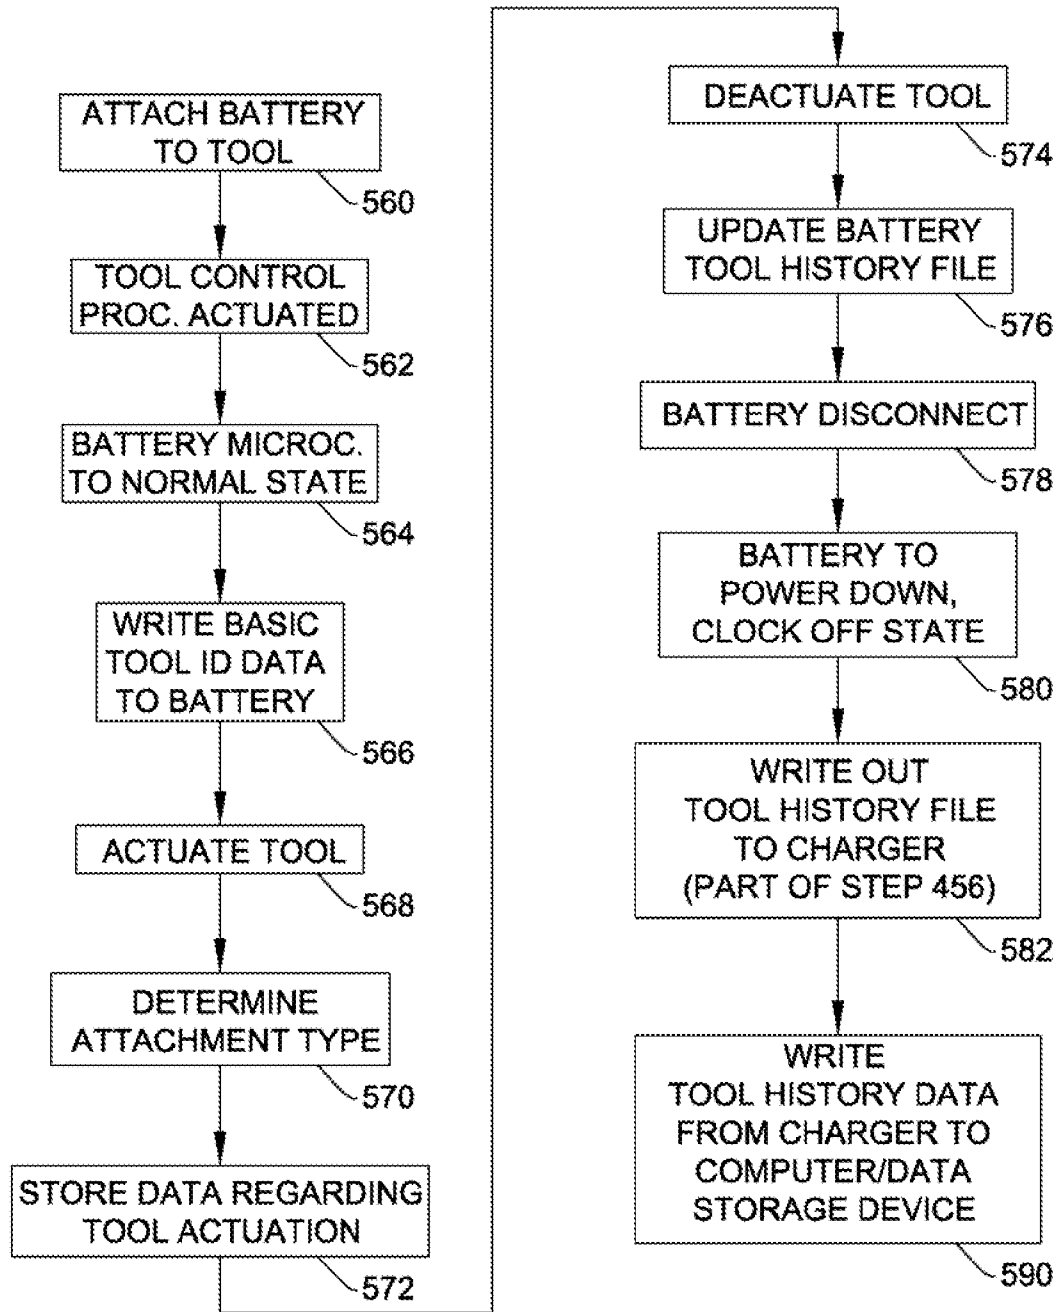 ATTACH BATTERY
TO TOOL
560
TOOL CONTROL
PROC. ACTUATED
562
BATTERY MICROC.
TO NORMAL STATE
564
WRITE BASIC
TOOL ID DATA
TO BATTERY
566
ACTUATE TOOL
568
DETERMINE
ATTACHMENT TYPE
570
STORE DATA REGARDING
TOOL ACTUATION
572
DEACTUATE TOOL
574
UPDATE BATTERY
TOOL HISTORY FILE
576
BATTERY DISCONNECT
578
BATTERY TO
POWER DOWN,
CLOCK OFF STATE
580
WRITE OUT
TOOL HISTORY FILE
TO CHARGER
(PART OF STEP 456)
582
WRITE
TOOL HISTORY DATA
FROM CHARGER TO
COMPUTER/DATA
STORAGE DEVICE
590